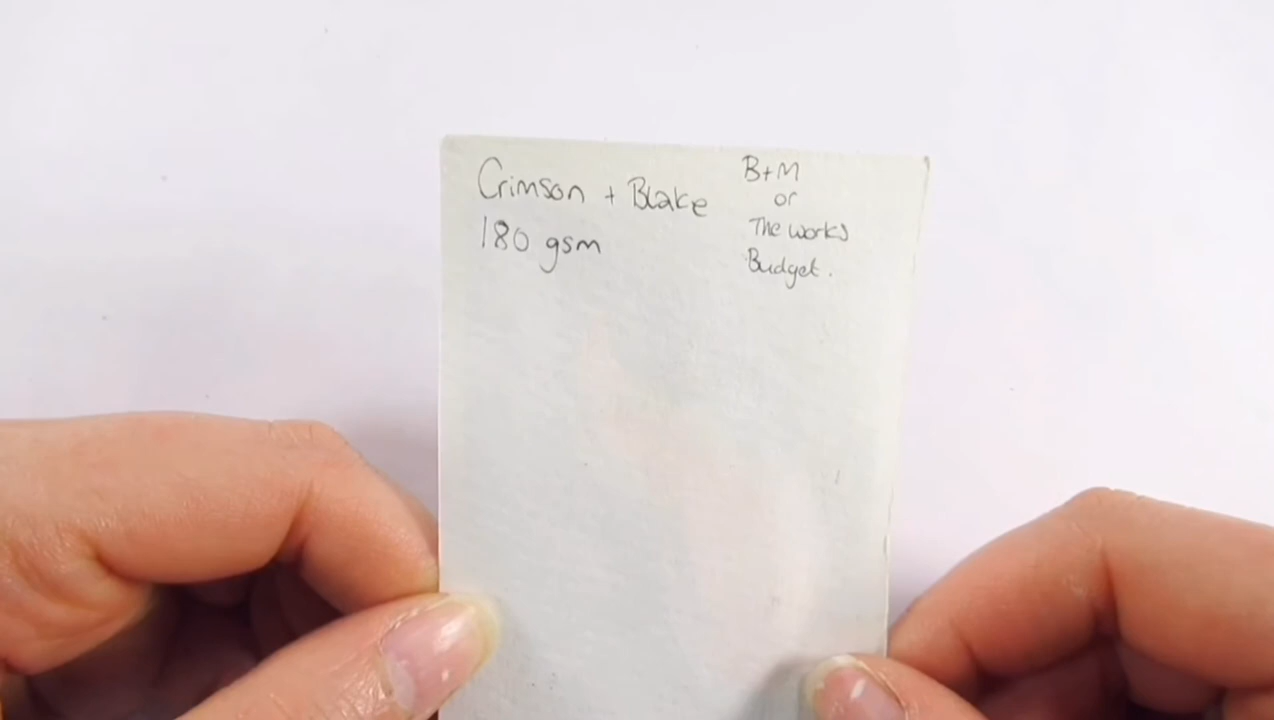 Crimson + Blake
180 gsm
B+M
or
The works
Budget.